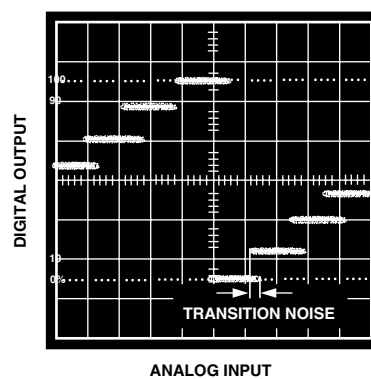 100
90
DIGITAL OUTPUT
10
0%
TRANSITION NOISE
ANALOG INPUT